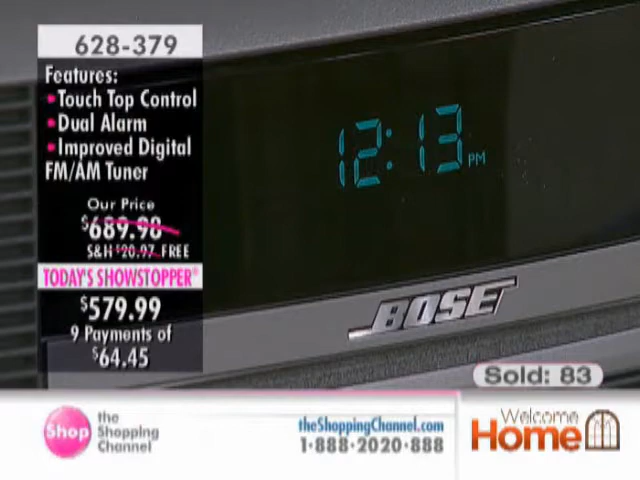 628-379
Features:
• Touch Top Control
• Dual Alarm
• Improved Digital
FM/AM Tuner
Our Price
$689.98
S&H $20.97 FREE
TODAY'S SHOWSTOPPER®
$579.99
9 Payments of
$64.45
12:13 PM
BOSE
Sold: 83
Shop the Shopping Channel
theShoppingChannel.com
1·888·2020·888
Welcome
Home